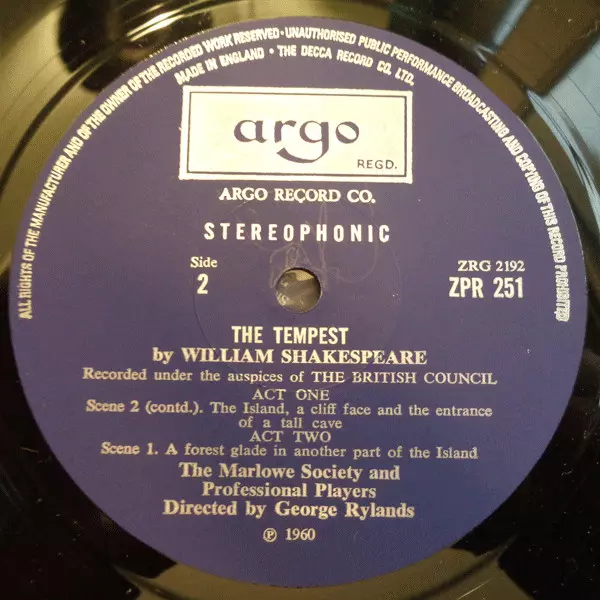 ALL RIGHTS OF THE MANUFACTURER AND OF THE OWNER OF THE RECORDED WORK RESERVED · UNAUTHORISED PUBLIC PERFORMANCE BROADCASTING AND COPYING OF THIS RECORD PROHIBITED
MADE IN ENGLAND · THE DECCA RECORD CO. LTD.
argo
REGD.
ARGO RECORD CO.
STEREOPHONIC
Side ZRG 2192
2 ZPR 251
THE TEMPEST
by WILLIAM SHAKESPEARE
Recorded under the auspices of THE BRITISH COUNCIL
ACT ONE
Scene 2 (contd.). The Island, a cliff face and the entrance
of a tall cave
ACT TWO
Scene 1. A forest glade in another part of the Island
The Marlowe Society and
Professional Players
Directed by George Rylands
℗ 1960